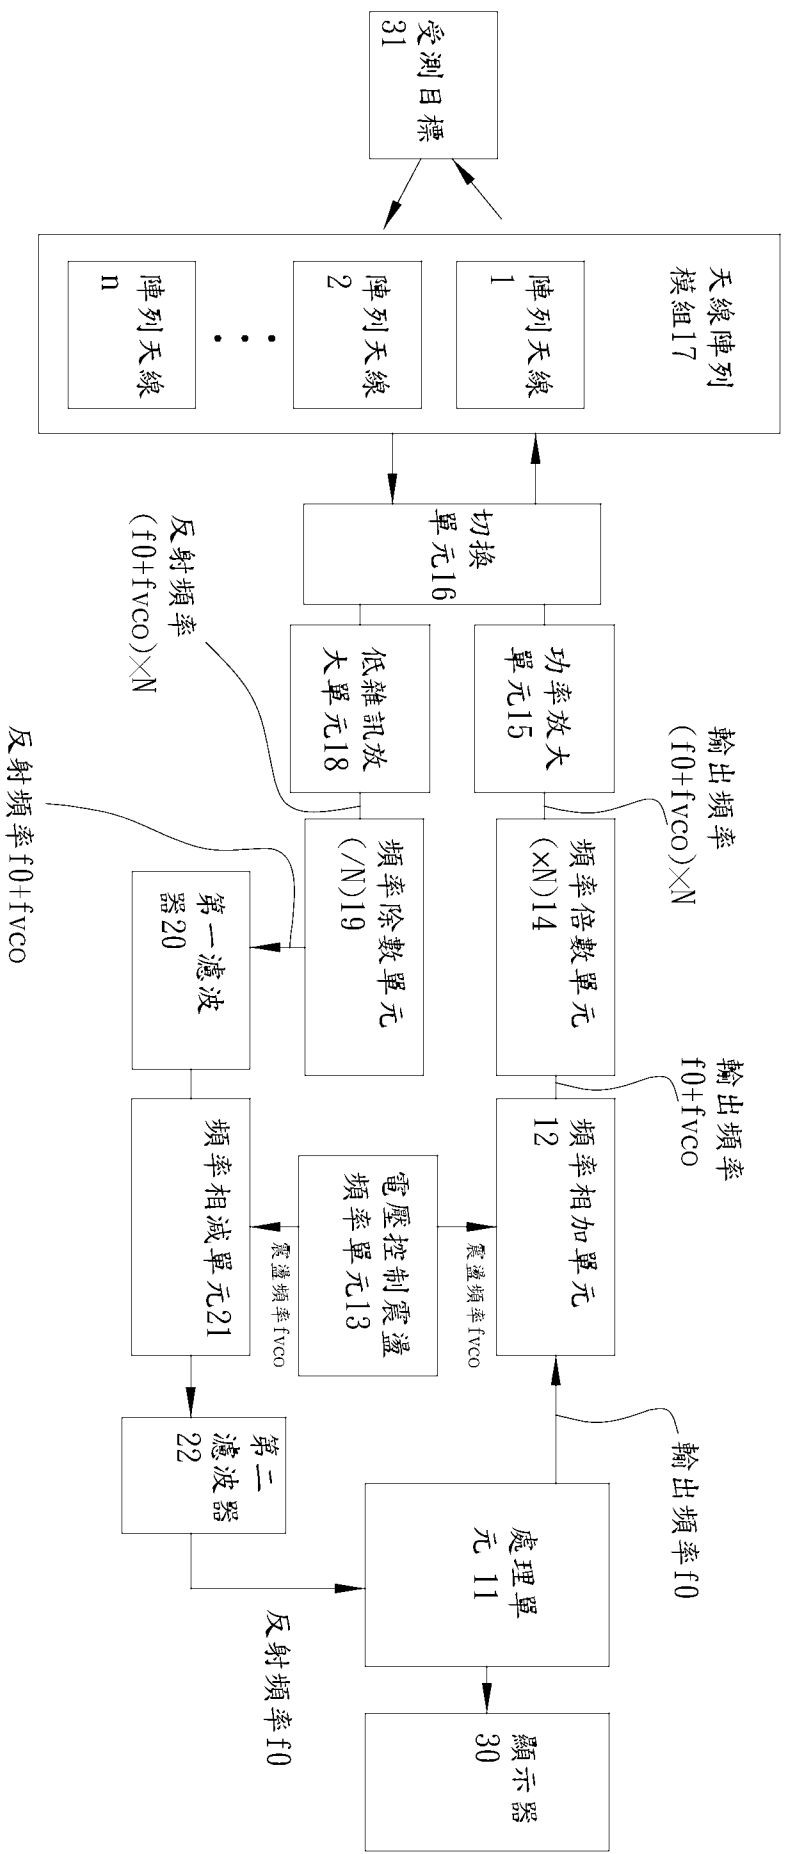 受測目標
31
天線陣列
模組17
陣列天線
1
陣列天線
2
陣列天線
n
切換
單元16
功率放大
單元15
低雜訊放
大單元18
輸出頻率
(f0+fvco)×N
反射頻率
(f0+fvco)×N
頻率倍數單元
(×N)14
頻率除數單元
(/N)19
反射頻率f0+fvco
第一濾波
器20
輸出頻率
f0+fvco
頻率相加單元
12
電壓控制震盪
頻率單元13
震盪頻率fvco
震盪頻率fvco
頻率相減單元21
第二
濾波器
22
輸出頻率f0
處理單
元 11
反射頻率f0
顯示器
30